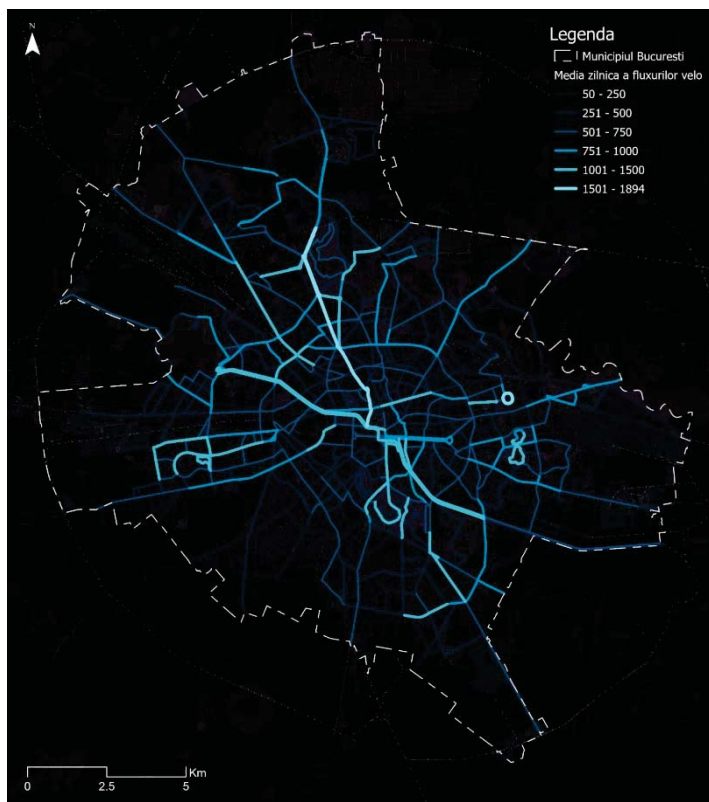 N
Legenda
Municipiul Bucuresti
Media zilnica a fluxurilor velo
50 - 250
251 - 500
501 - 750
751 - 1000
1001 - 1500
1501 - 1894
Km
0 2.5 5